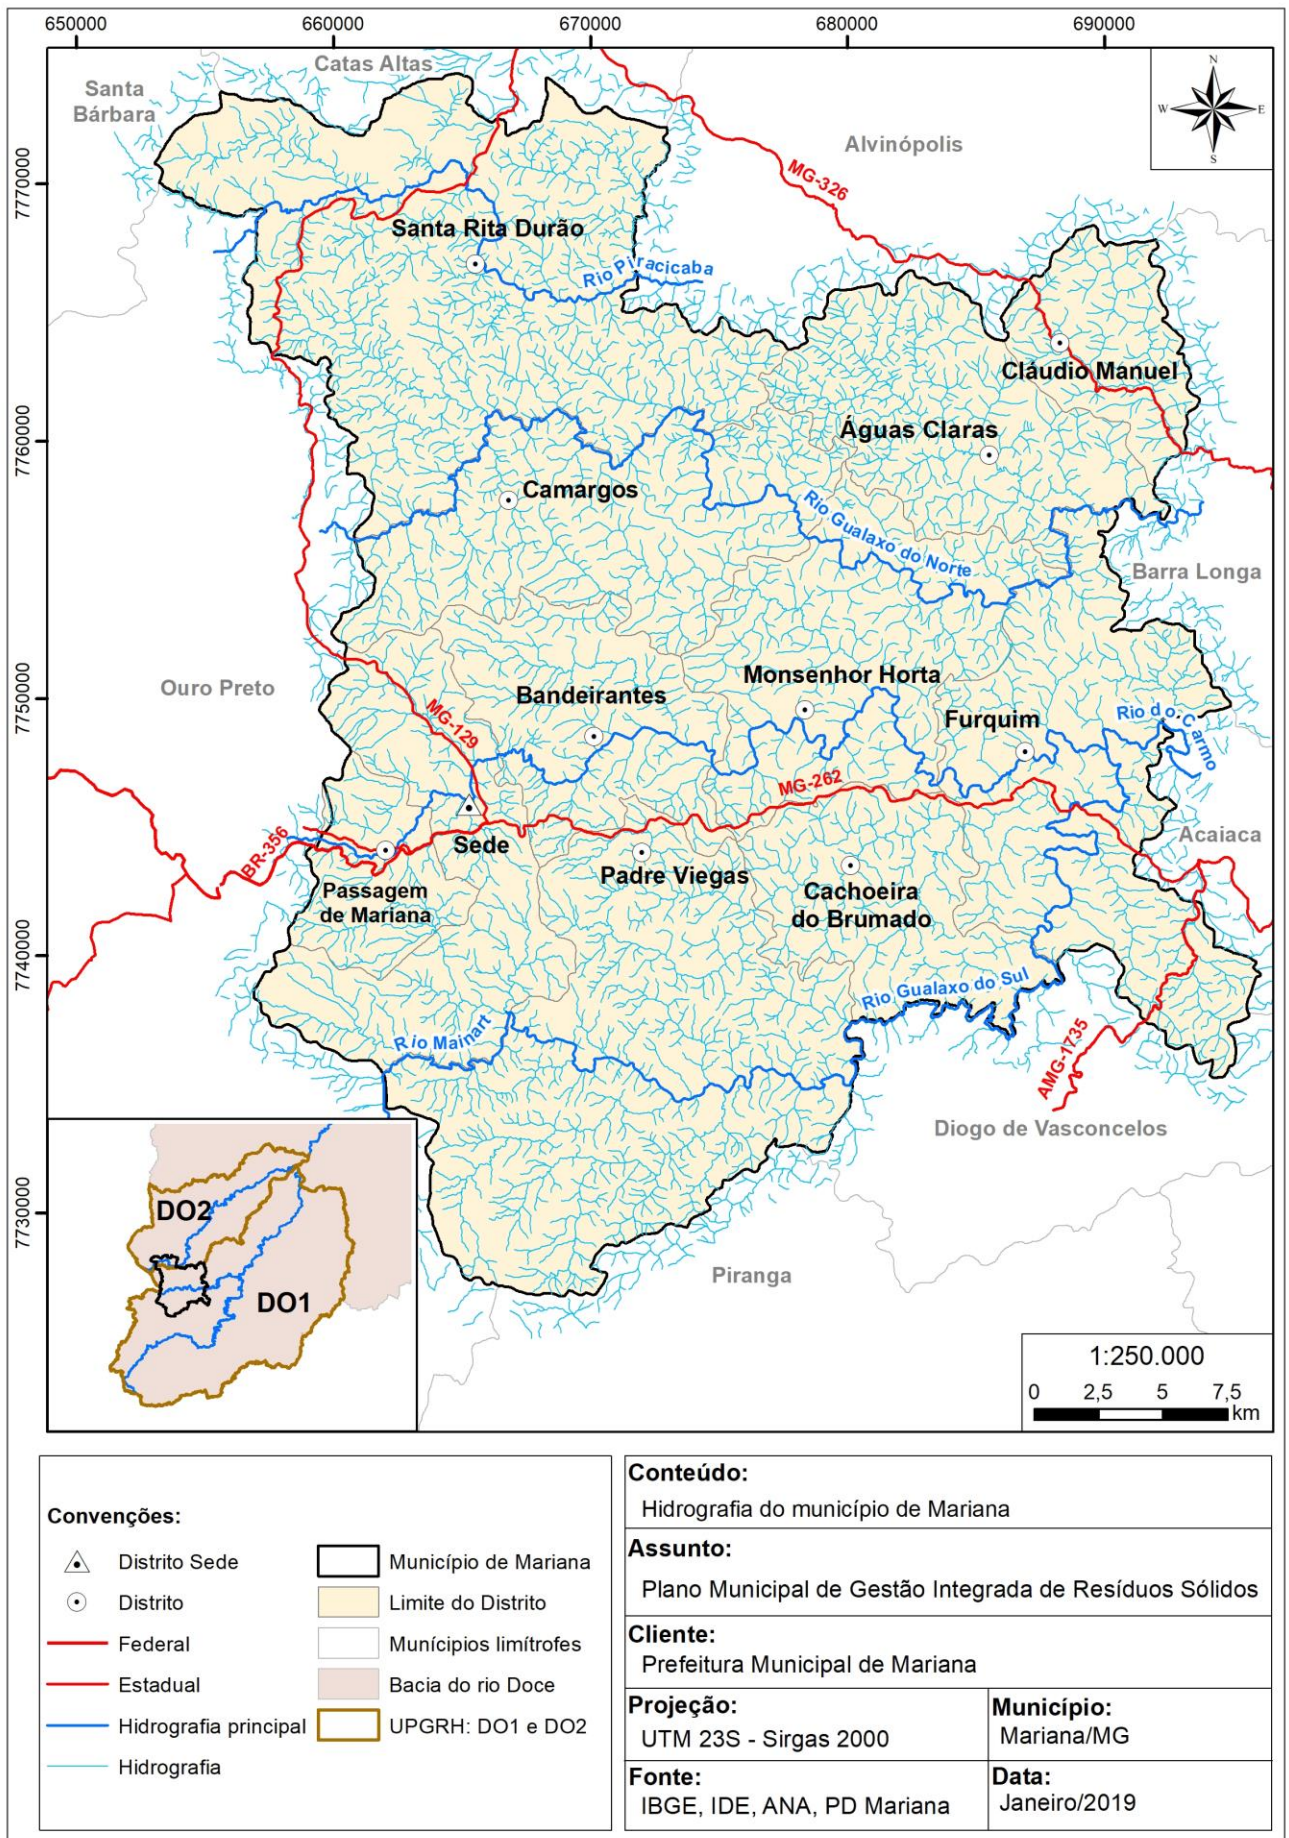 650000 660000 670000 680000 690000
Catas Altas
Santa
Bárbara
N
W E
S
Alvinópolis
MG-326
7770000
Santa Rita Durão
Rio Piracicaba
Cláudio Manuel
Águas Claras
7760000
Camargos
Rio Gualaxo do Norte
Barra Longa
Ouro Preto
Monsenhor Horta
Bandeirantes
7750000
MG-129
Furquim
Rio do Carmo
MG-262
BR-356
Sede
Acaiaca
Padre Viegas
Passagem
de Mariana
Cachoeira
do Brumado
7740000
Rio Gualaxo do Sul
Rio Mainart
AMG-1735
Diogo de Vasconcelos
7730000
DO2
DO1
Piranga
1:250.000
0 2,5 5 7,5
km
Convenções:
Distrito Sede
Distrito
Federal
Estadual
Hidrografia principal
Hidrografia
Município de Mariana
Limite do Distrito
Munícipios limítrofes
Bacia do rio Doce
UPGRH: DO1 e DO2
Conteúdo:
Hidrografia do município de Mariana
Assunto:
Plano Municipal de Gestão Integrada de Resíduos Sólidos
Cliente:
Prefeitura Municipal de Mariana
Projeção:
UTM 23S - Sirgas 2000
Município:
Mariana/MG
Fonte:
IBGE, IDE, ANA, PD Mariana
Data:
Janeiro/2019